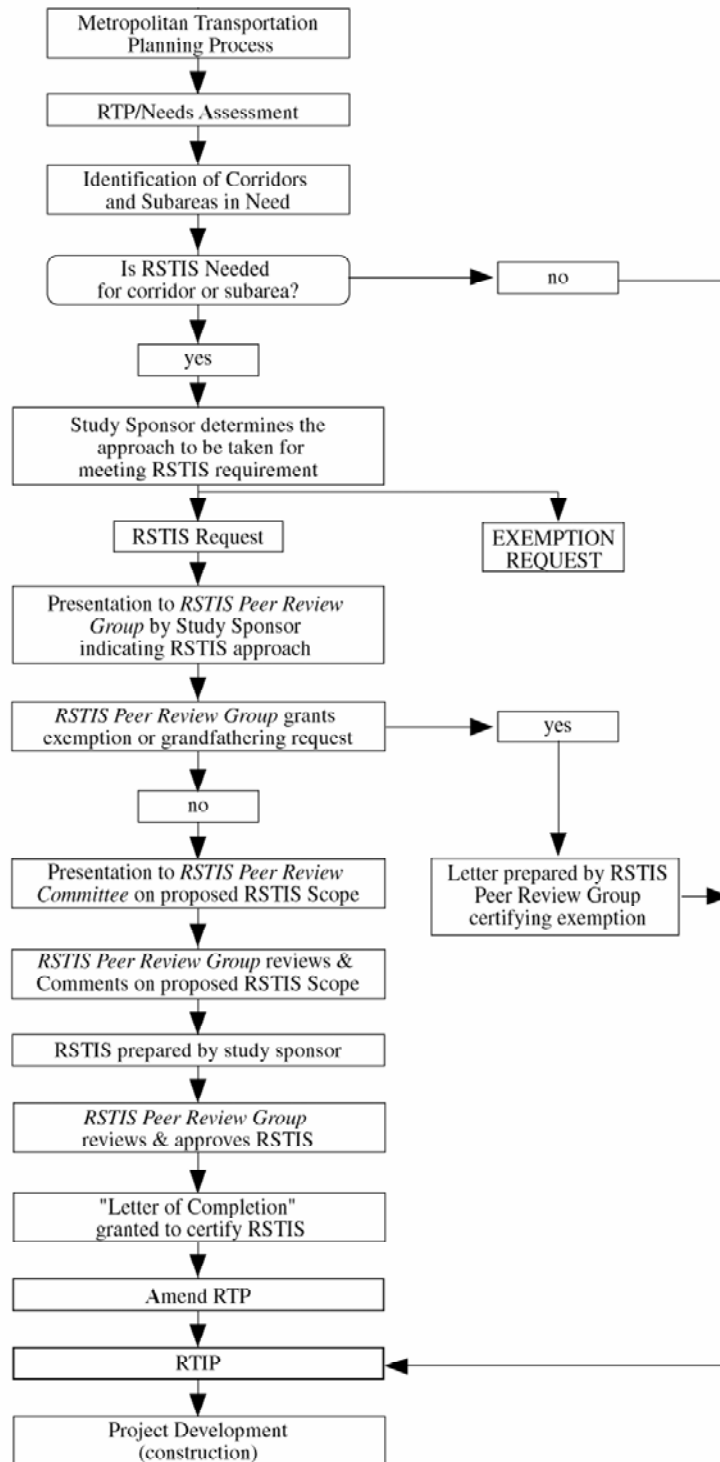 Metropolitan Transportation
Planning Process
RTP/Needs Assessment
Identification of Corridors
and Subareas in Need
Is RSTIS Needed
for corridor or subarea?
no
yes
Study Sponsor determines the
approach to be taken for
meeting RSTIS requirement
RSTIS Request
EXEMPTION
REQUEST
Presentation to RSTIS Peer Review
Group by Study Sponsor
indicating RSTIS approach
RSTIS Peer Review Group grants
exemption or grandfathering request
yes
no
Presentation to RSTIS Peer Review
Committee on proposed RSTIS Scope
Letter prepared by RSTIS
Peer Review Group
certifying exemption
RSTIS Peer Review Group reviews &
Comments on proposed RSTIS Scope
RSTIS prepared by study sponsor
RSTIS Peer Review Group
reviews & approves RSTIS
"Letter of Completion"
granted to certify RSTIS
Amend RTP
RTIP
Project Development
(construction)